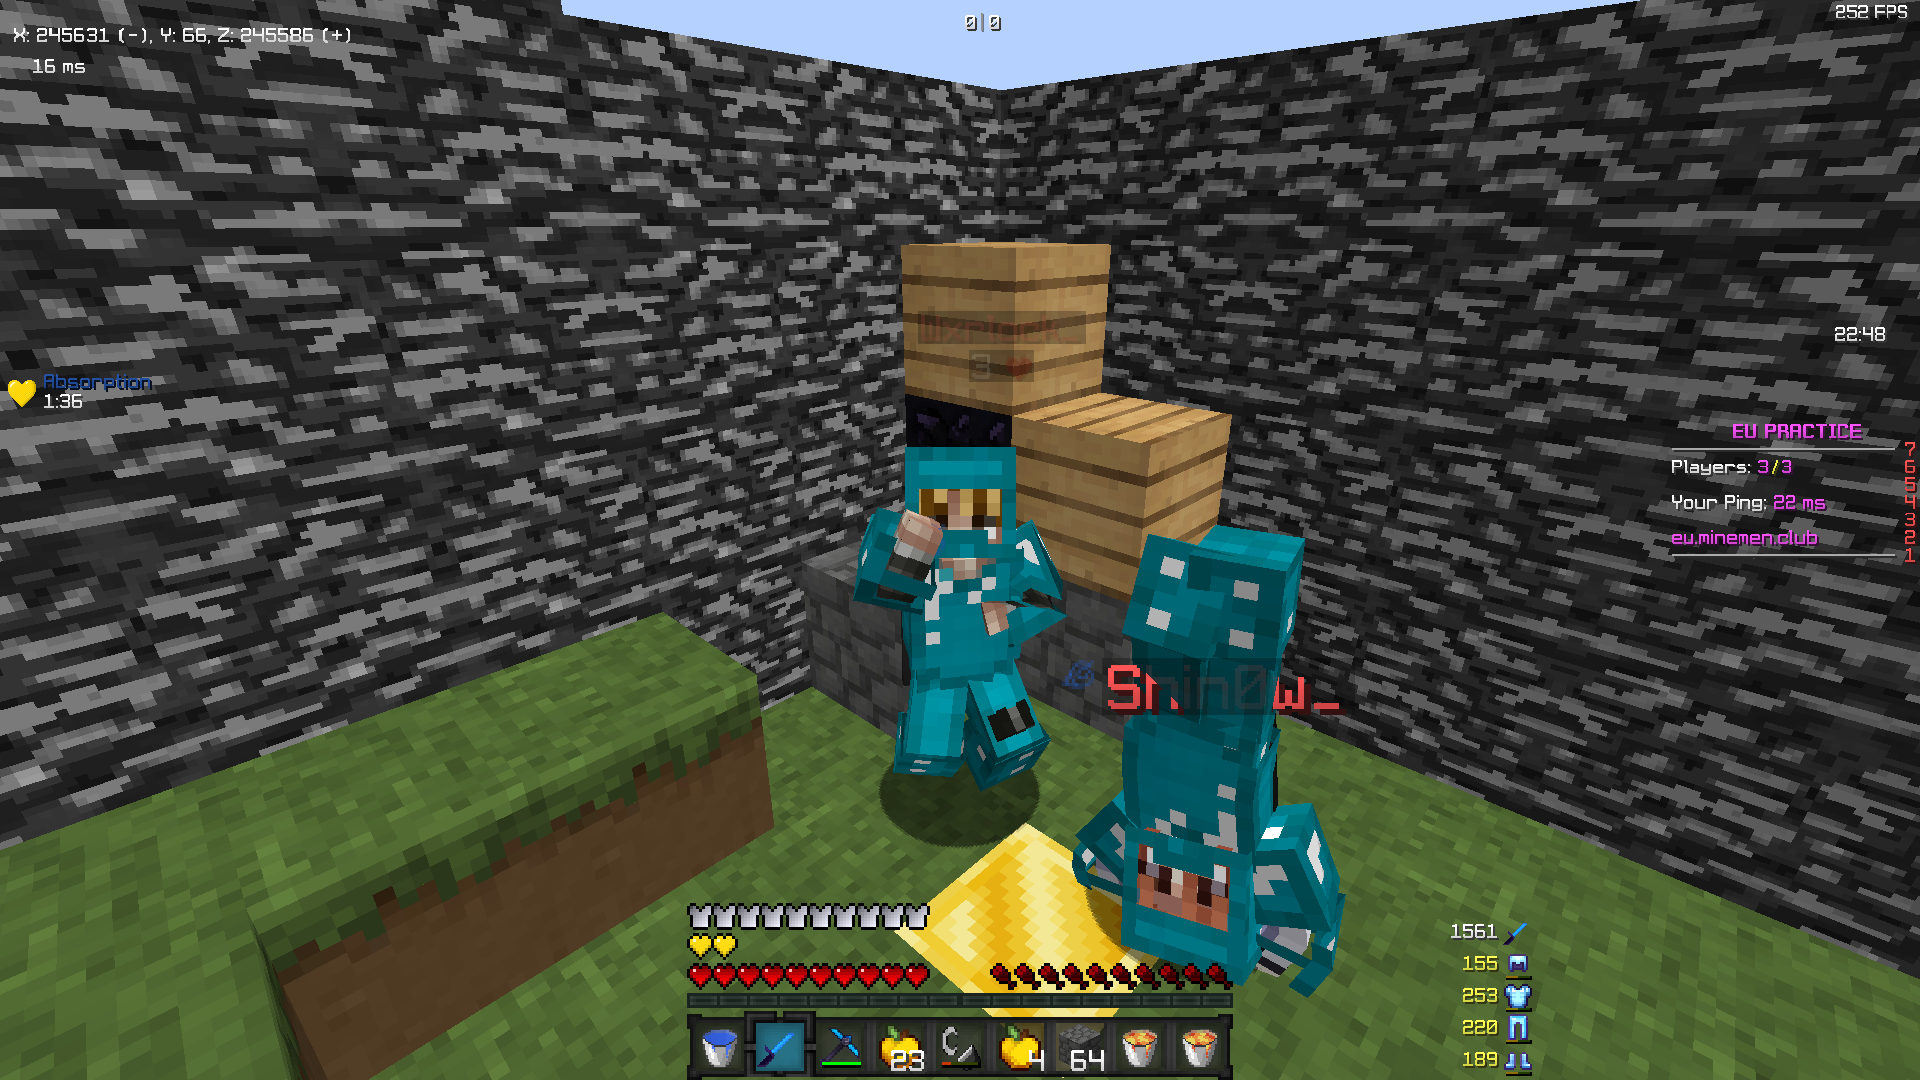 X: 245631 (-), Y: 66, Z: 245586 (+)
16 ms
0|0
252 FPS
22:48
Absorption
1:36
EU PRACTICE
7
Players: 3/3
6
5
Your Ping: 22 ms
4
3
eu.minemen.club
2
1
Shin0w_
1561
155
253
220
189
23
4
64